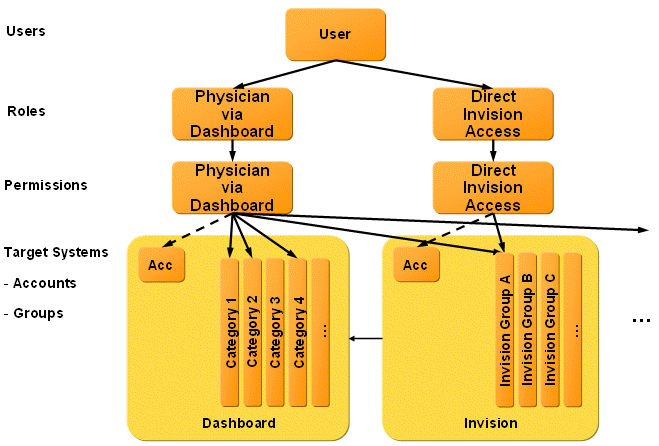 Users
User
Roles
Physician
via
Dashboard
Direct
Invision
Access
Permissions
Physician
via
Dashboard
Direct
Invision
Access
Target Systems
- Accounts
- Groups
Acc
Category 1
Category 2
Category 3
Category 4
...
Dashboard
Acc
Invision Group A
Invision Group B
Invision Group C
...
Invision
...